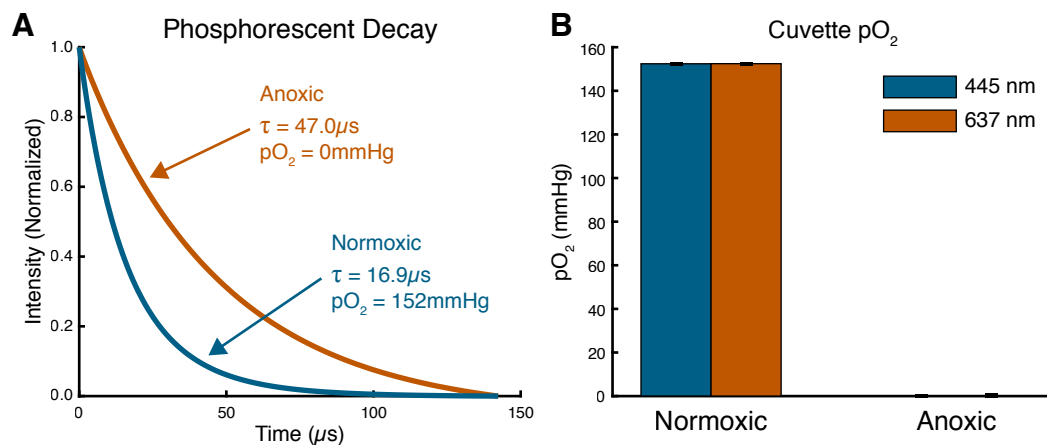 A
Phosphorescent Decay
Intensity (Normalized)
1.0
0.8
0.6
0.4
0.2
0.0
Anoxic
τ = 47.0µs
pO₂ = 0mmHg
Normoxic
τ = 16.9µs
pO₂ = 152mmHg
0
50
100
150
Time (µs)
B
Cuvette pO₂
pO₂ (mmHg)
160
140
120
100
80
60
40
20
0
445 nm
637 nm
Normoxic
Anoxic